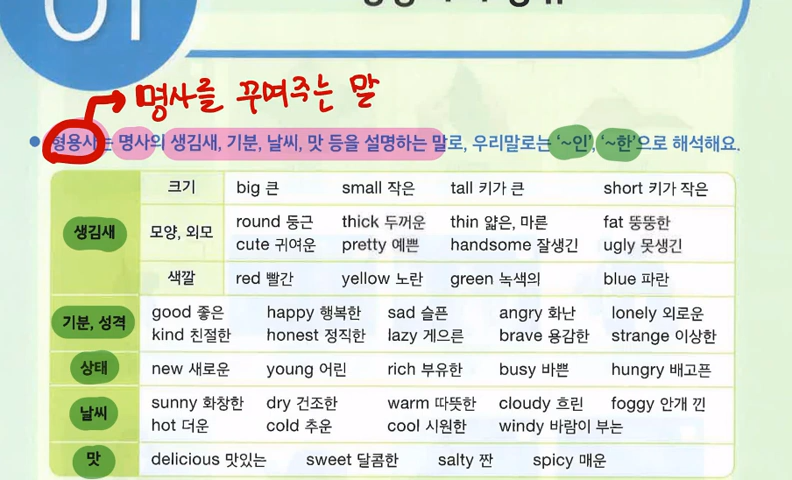 01
명사를 꾸며주는 말
● 형용사는 명사의 생김새, 기분, 날씨, 맛 등을 설명하는 말로, 우리말로는 ‘~인’, ‘~한’으로 해석해요.
생김새
크기 big 큰 small 작은 tall 키가 큰 short 키가 작은
모양, 외모
round 둥근 thick 두꺼운 thin 얇은, 마른 fat 뚱뚱한
cute 귀여운 pretty 예쁜 handsome 잘생긴 ugly 못생긴
색깔 red 빨간 yellow 노란 green 녹색의 blue 파란
기분, 성격
good 좋은 happy 행복한 sad 슬픈 angry 화난 lonely 외로운
kind 친절한 honest 정직한 lazy 게으른 brave 용감한 strange 이상한
상태 new 새로운 young 어린 rich 부유한 busy 바쁜 hungry 배고픈
날씨
sunny 화창한 dry 건조한 warm 따뜻한 cloudy 흐린 foggy 안개 낀
hot 더운 cold 추운 cool 시원한 windy 바람이 부는
맛 delicious 맛있는 sweet 달콤한 salty 짠 spicy 매운